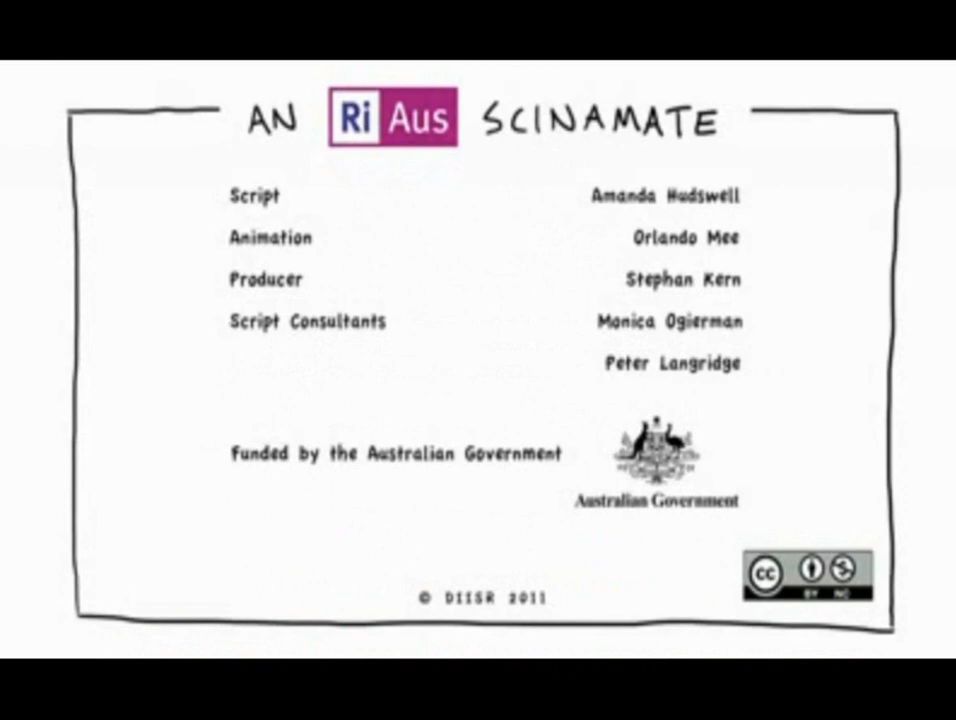 AN Ri Aus SCINAMATE
Script Amanda Hudswell
Animation Orlando Mee
Producer Stephan Kern
Script Consultants Monica Ogierman
Peter Langridge
Funded by the Australian Government
Australian Government
© DIISR 2011
CC BY NC